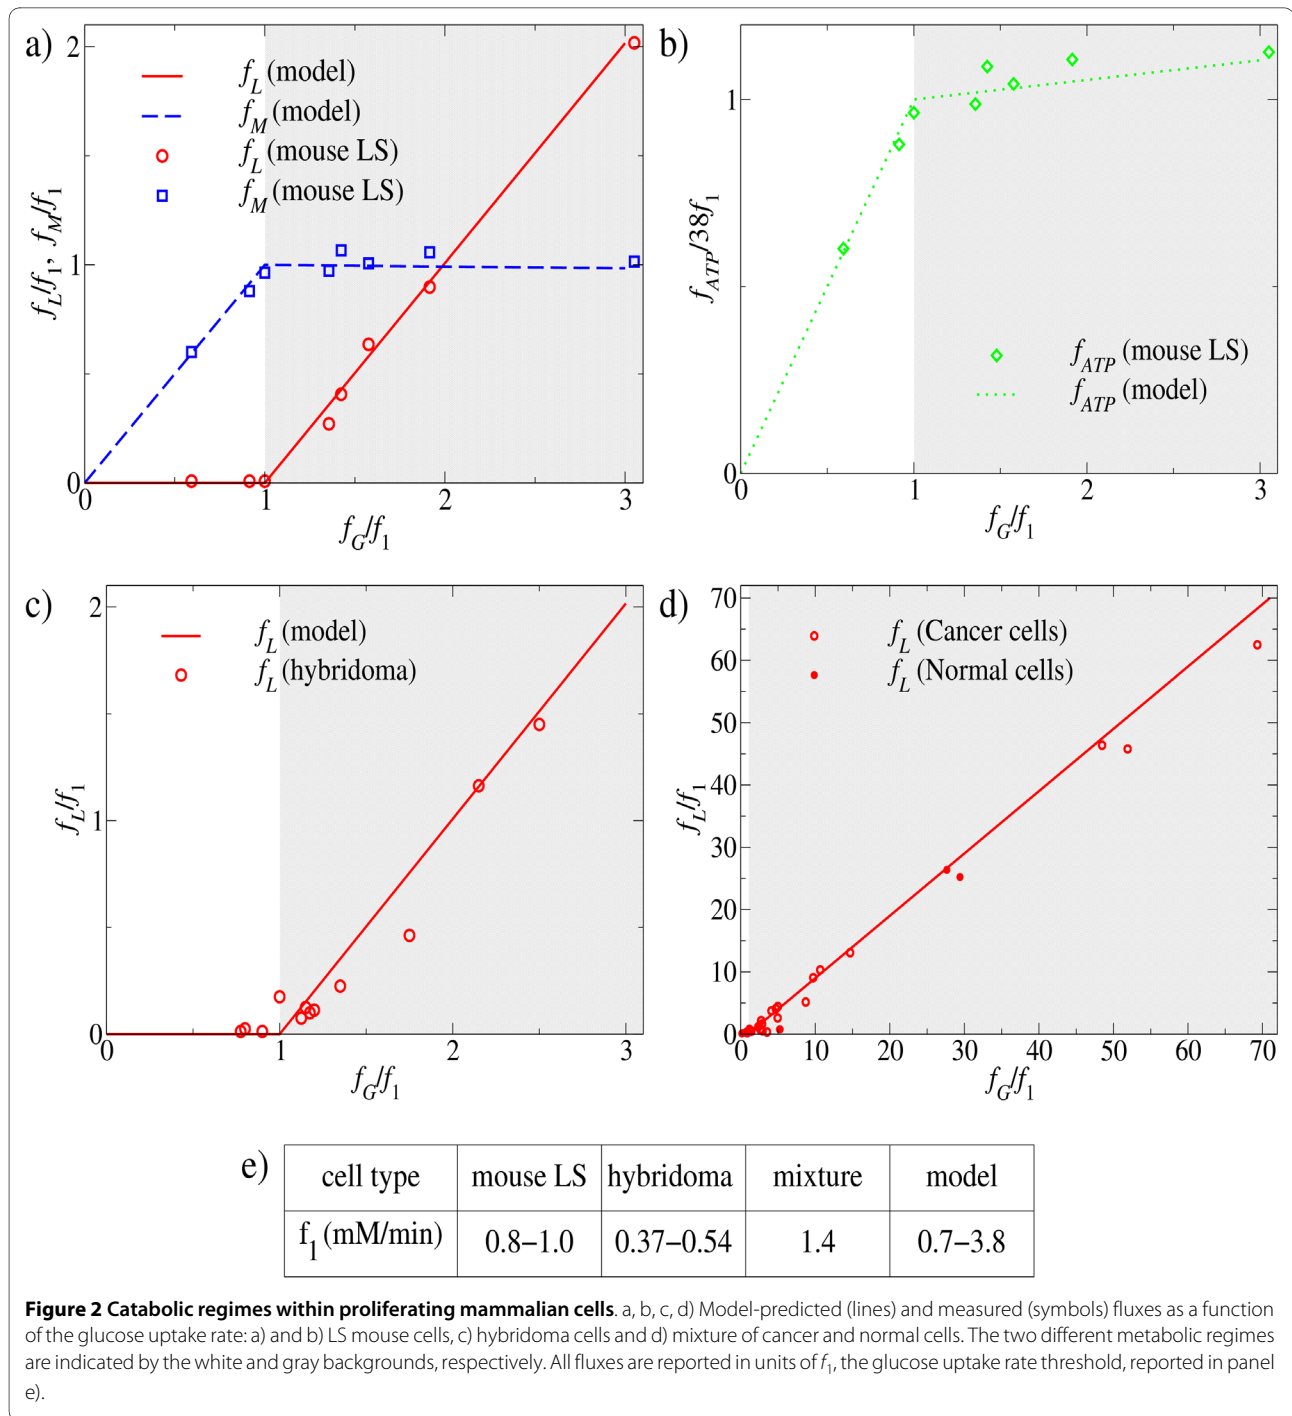 a)
f_L (model)
f_M (model)
f_L (mouse LS)
f_M (mouse LS)
f_L/f_1, f_M/f_1
2
1
0
0 1 2 3
f_G/f_1
b)
f_ATP/38f_1
1
0
f_ATP (mouse LS)
f_ATP (model)
0 1 2 3
f_G/f_1
c)
f_L (model)
f_L (hybridoma)
f_L/f_1
2
1
0
0 1 2 3
f_G/f_1
d)
f_L (Cancer cells)
f_L (Normal cells)
f_L/f_1
70
60
50
40
30
20
10
0
0 10 20 30 40 50 60 70
f_G/f_1
e)
cell type mouse LS hybridoma mixture model
f_1 (mM/min) 0.8–1.0 0.37–0.54 1.4 0.7–3.8
Figure 2 Catabolic regimes within proliferating mammalian cells. a, b, c, d) Model-predicted (lines) and measured (symbols) fluxes as a function
of the glucose uptake rate: a) and b) LS mouse cells, c) hybridoma cells and d) mixture of cancer and normal cells. The two different metabolic regimes
are indicated by the white and gray backgrounds, respectively. All fluxes are reported in units of f_1, the glucose uptake rate threshold, reported in panel
e).